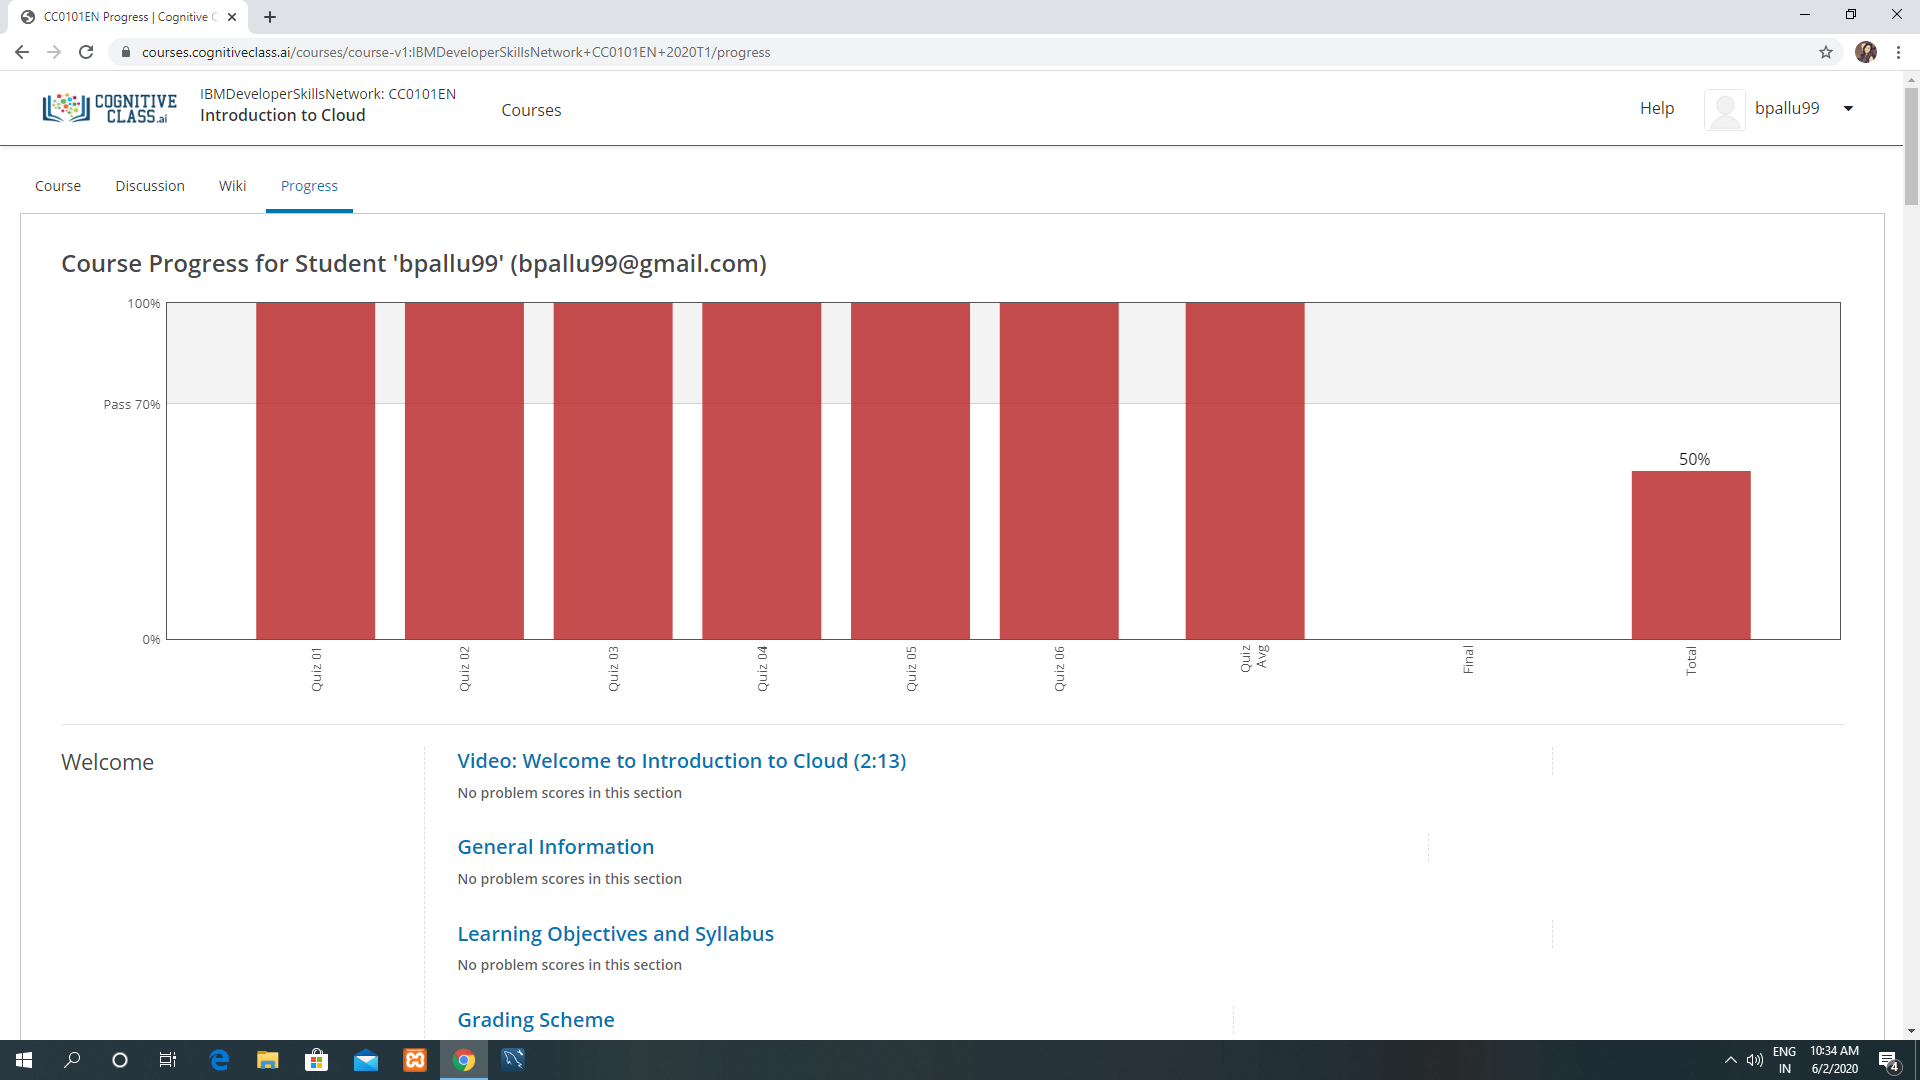 CC0101EN Progress | Cognitive C
courses.cognitiveclass.ai/courses/course-v1:IBMDeveloperSkillsNetwork+CC0101EN+2020T1/progress
COGNITIVE
CLASS.ai
IBMDeveloperSkillsNetwork: CC0101EN
Introduction to Cloud
Courses
Help
bpallu99
Course
Discussion
Wiki
Progress
Course Progress for Student 'bpallu99' (bpallu99@gmail.com)
100%
Pass 70%
0%
50%
Quiz 01
Quiz 02
Quiz 03
Quiz 04
Quiz 05
Quiz 06
Quiz
Avg
Final
Total
Welcome
Video: Welcome to Introduction to Cloud (2:13)
No problem scores in this section
General Information
No problem scores in this section
Learning Objectives and Syllabus
No problem scores in this section
Grading Scheme
ENG
IN
10:34 AM
6/2/2020
4